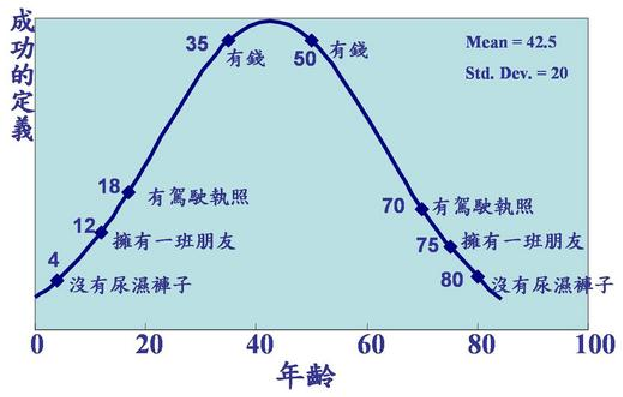 成功的定義
Mean = 42.5
Std. Dev. = 20
35
有錢
50
有錢
18
有駕駛執照
70
有駕駛執照
12
擁有一班朋友
75
擁有一班朋友
4
沒有尿濕褲子
80
沒有尿濕褲子
0
20
40
60
80
100
年齡